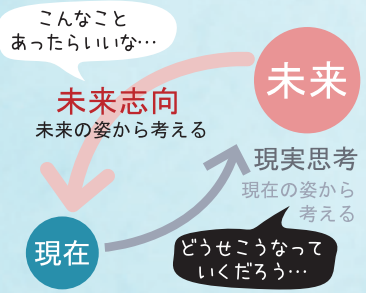 こんなこと
あったらいいな…
未来
未来志向
未来の姿から考える
現実思考
現在の姿から
考える
現在
どうせこうなって
いくだろう…